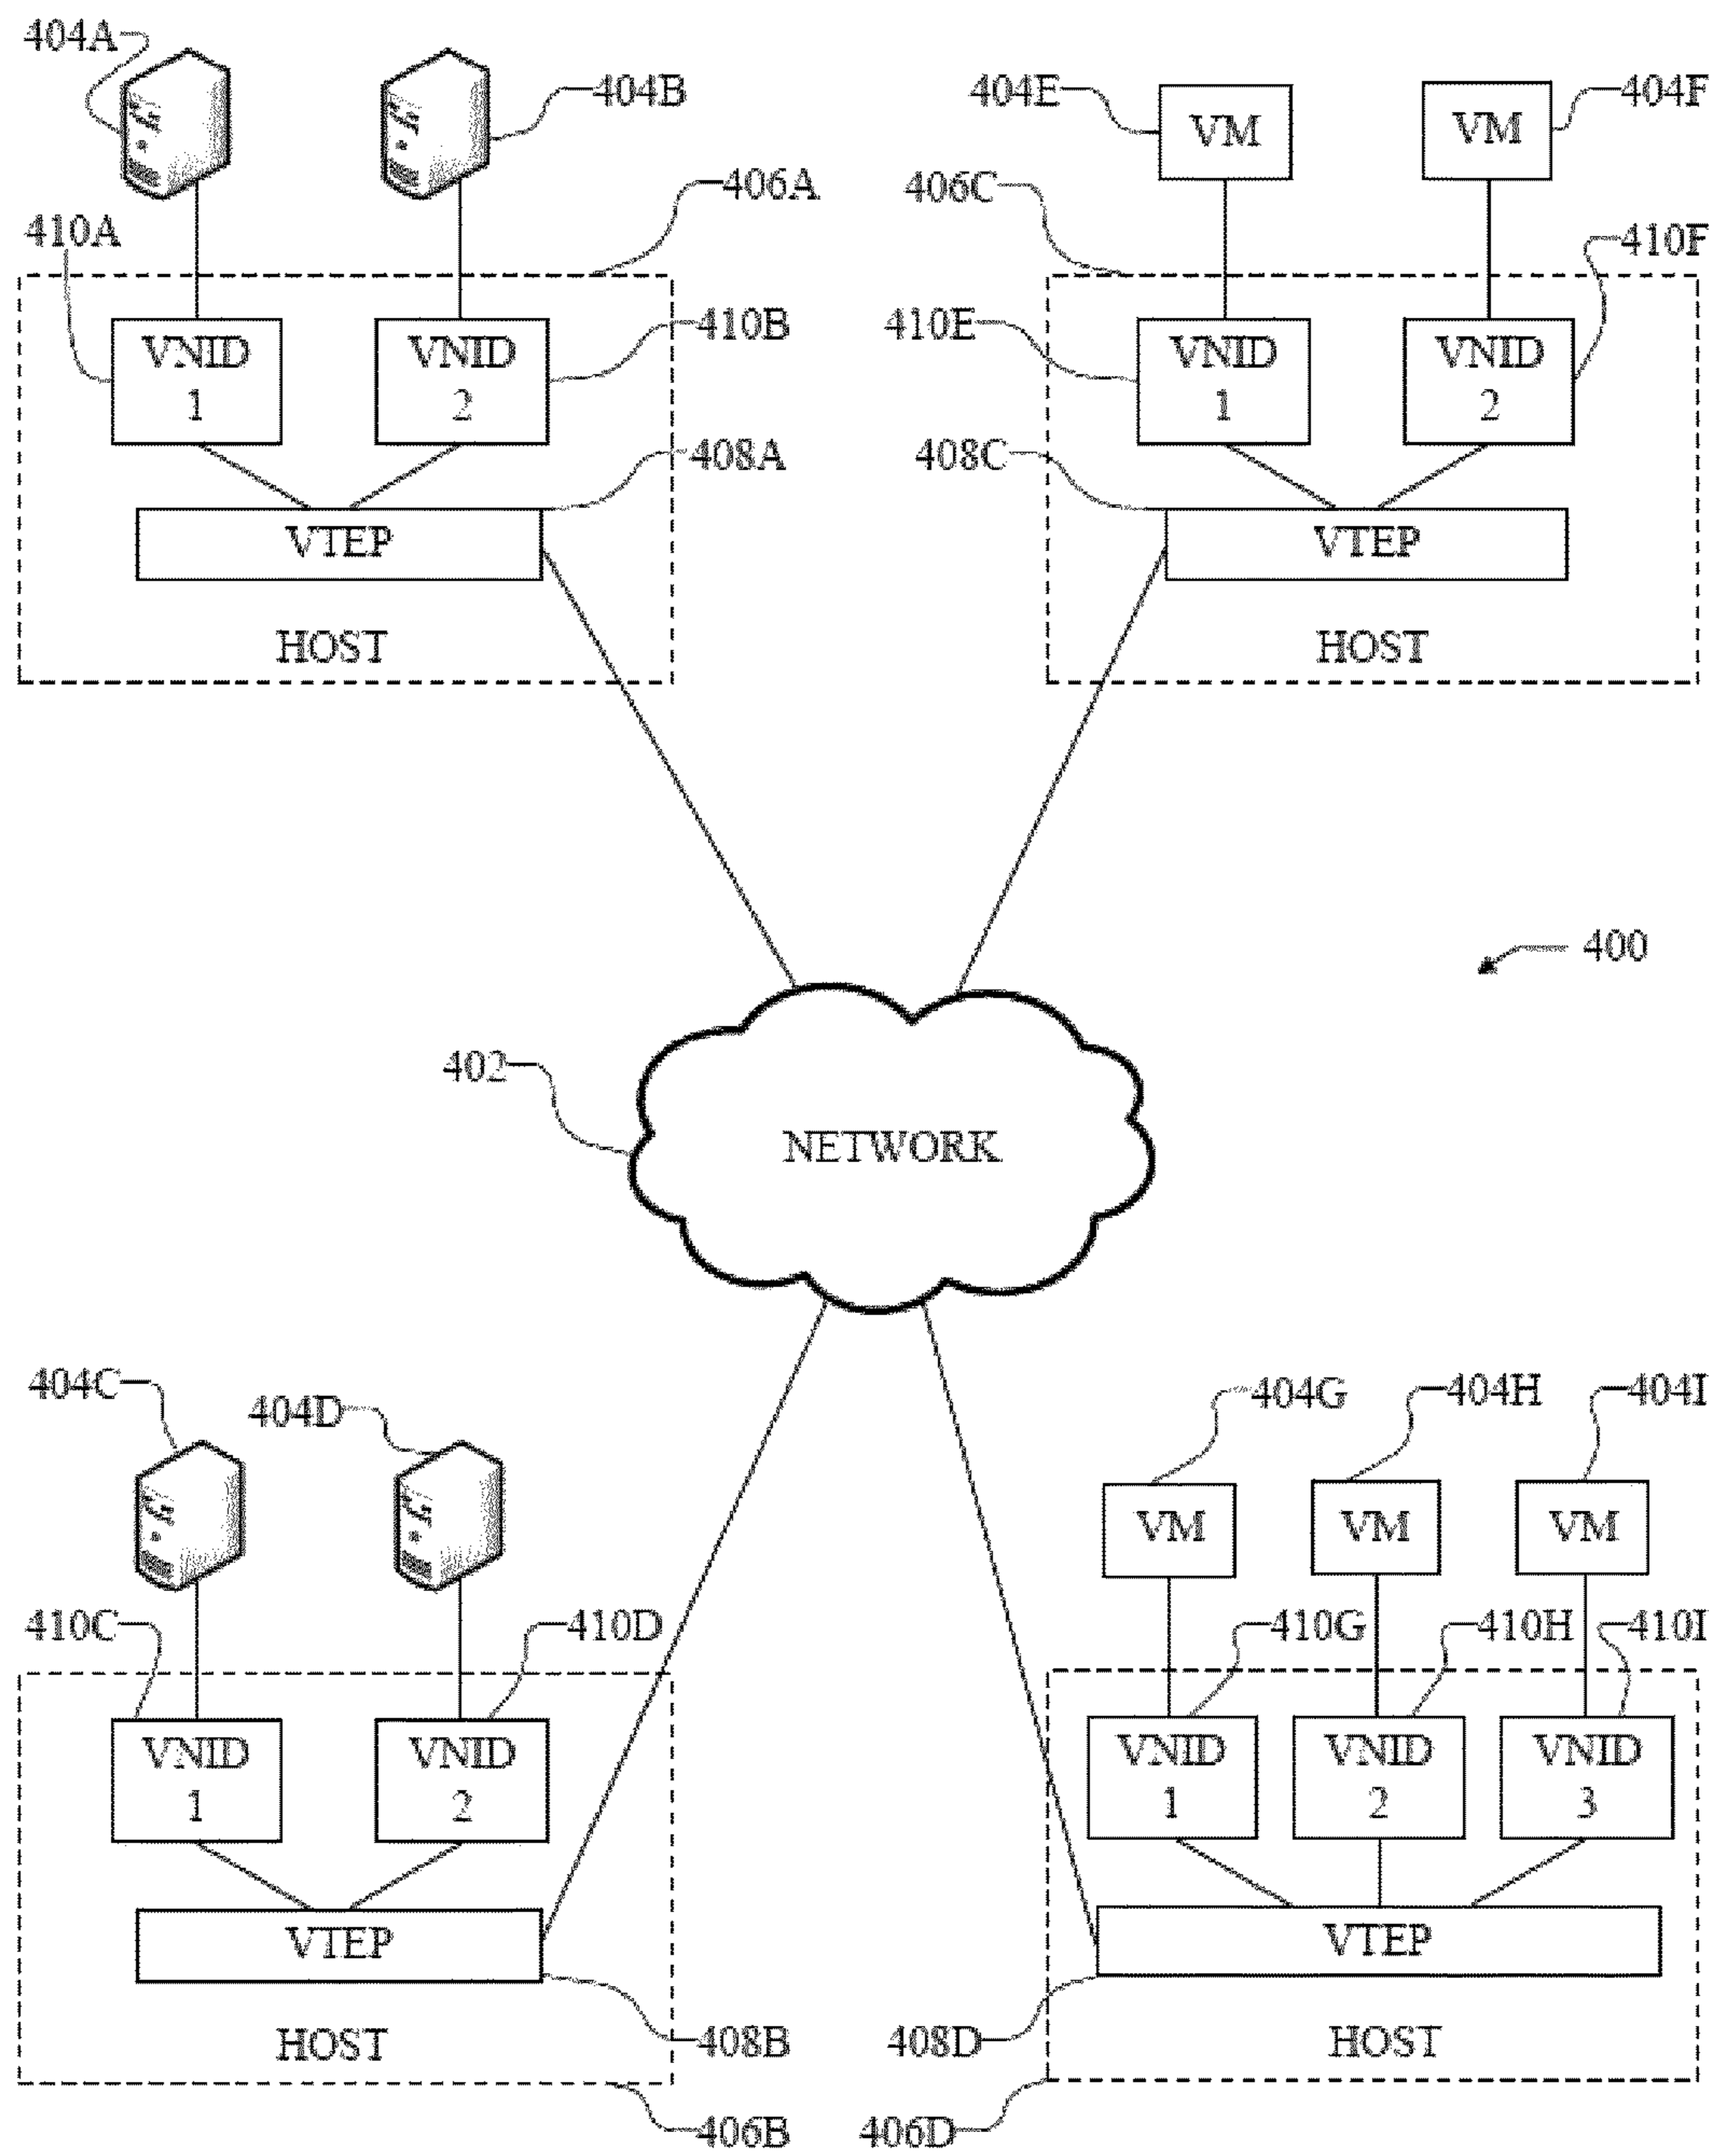 404A
404B
404E
VM
VM
404F
406A
406C
410A
410F
VNID
1
VNID
2
410B
410E
VNID
1
VNID
2
408A
408C
VTEP
VTEP
HOST
HOST
400
402
NETWORK
404C
404D
404G
404H
404I
VM
VM
VM
410C
410D
410G
410H
410I
VNID
1
VNID
2
VNID
1
VNID
2
VNID
3
VTEP
VTEP
HOST
408B
408D
HOST
406B
406D